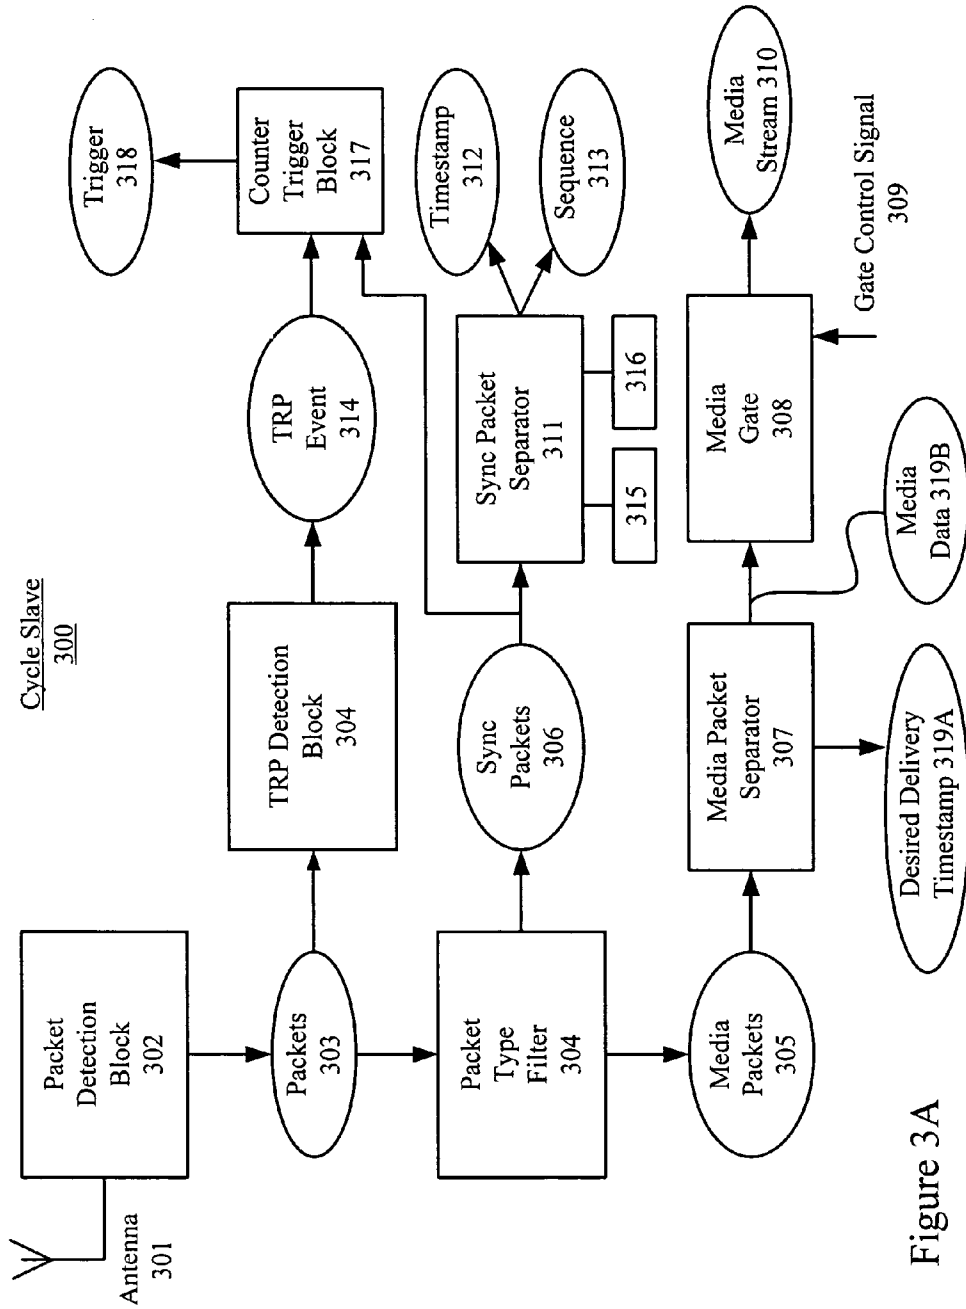 Cycle Slave
300
Antenna
301
Packet
Detection
Block
302
Packets
303
TRP Detection
Block
304
TRP
Event
314
Counter
Trigger
Block
317
Trigger
318
Packet
Type
Filter
304
Sync
Packets
306
Sync Packet
Separator
311
315
316
Timestamp
312
Sequence
313
Media
Packets
305
Media Packet
Separator
307
Desired Delivery
Timestamp 319A
Media
Data 319B
Media
Gate
308
Gate Control Signal
309
Media
Stream 310
Figure 3A